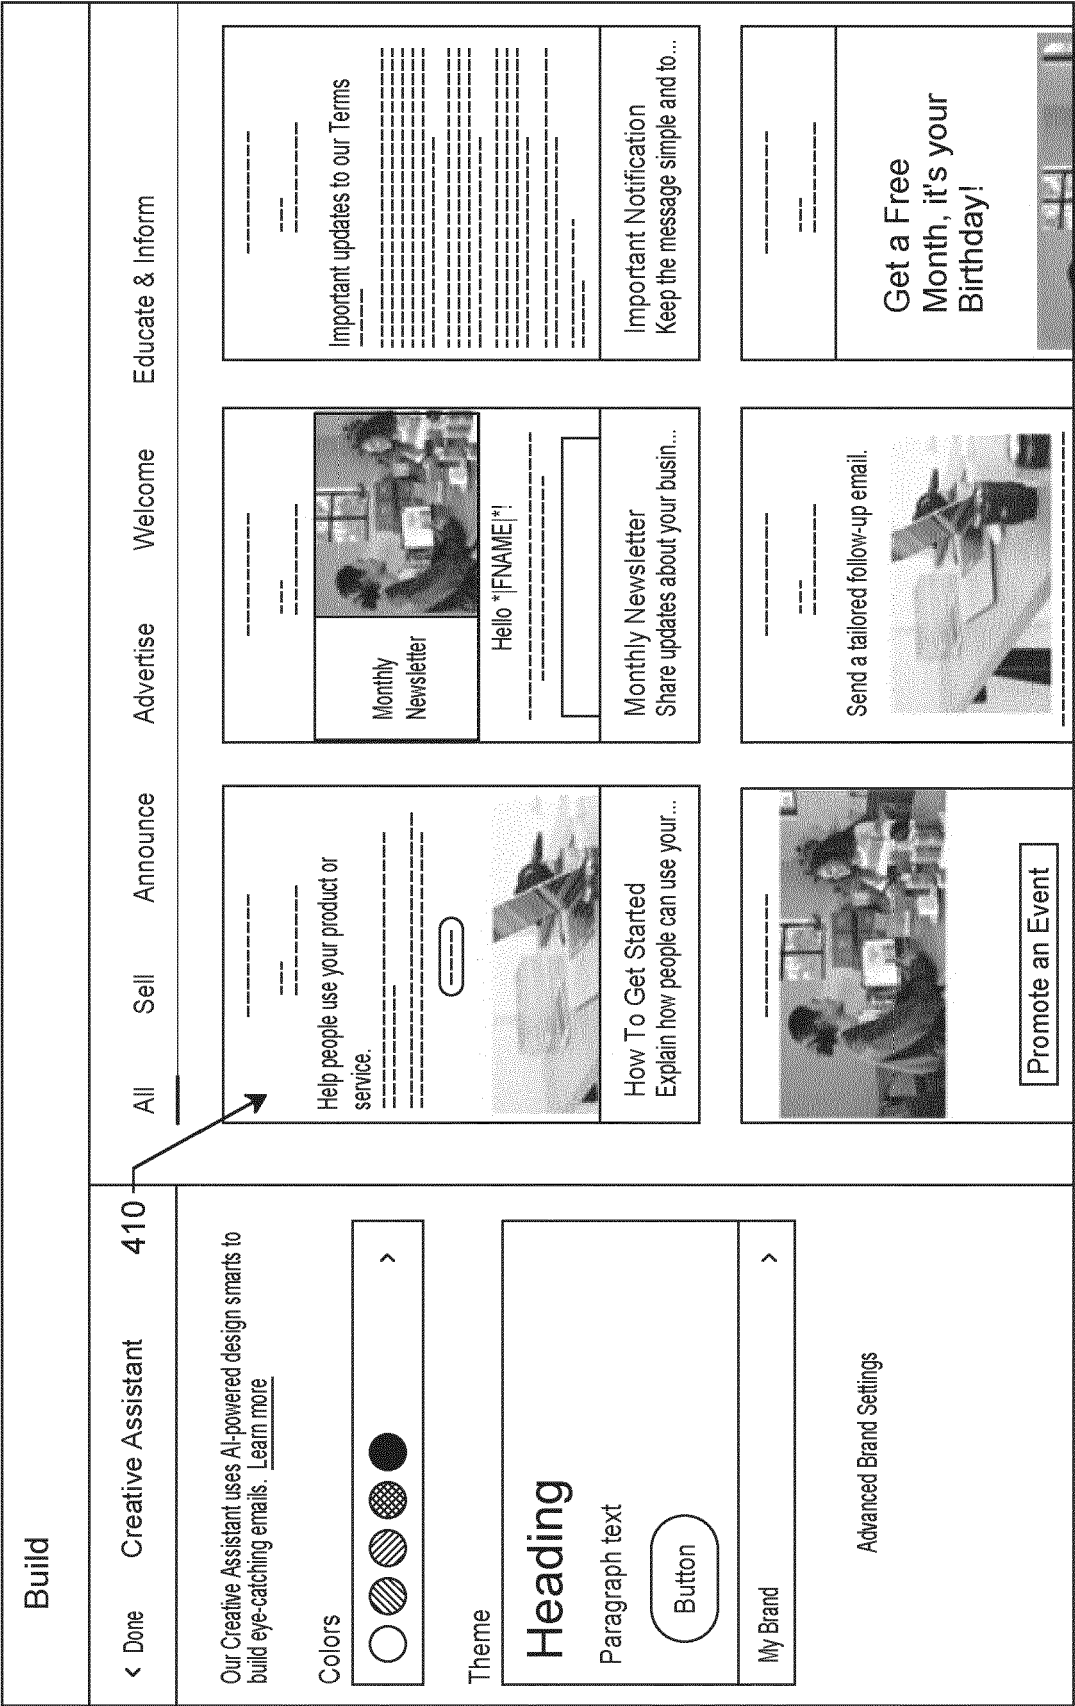 Build
< Done
Creative Assistant
410
Our Creative Assistant uses AI-powered design smarts to
build eye-catching emails. Learn more
Colors
>
Theme
Heading
Paragraph text
Button
My Brand
>
Advanced Brand Settings
All
Sell
Announce
Advertise
Welcome
Educate & Inform
Help people use your product or
service.
How To Get Started
Explain how people can use your...
Monthly
Newsletter
Hello *|FNAME|*!
Monthly Newsletter
Share updates about your busin...
Important updates to our Terms
Important Notification
Keep the message simple and to...
Promote an Event
Send a tailored follow-up email.
Get a Free
Month, it's your
Birthday!